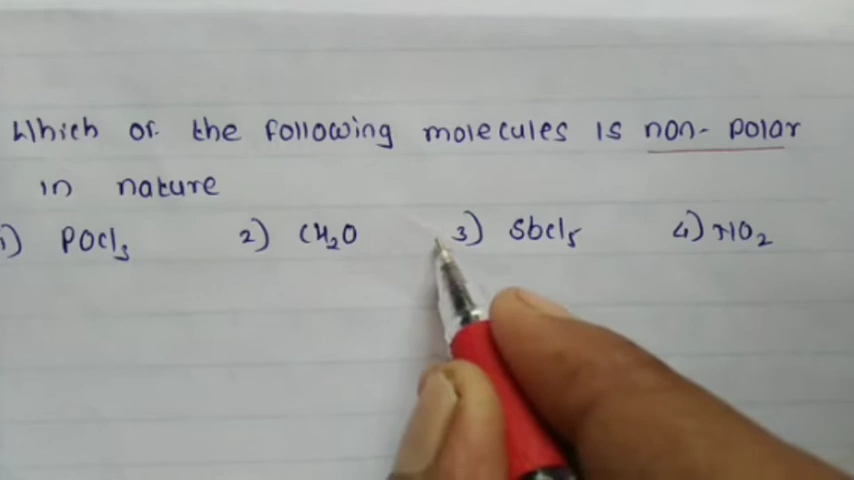 Which of the following molecules is non-polar
in nature
1) POCl3 2) CH2O 3) SbCl5 4) NO2